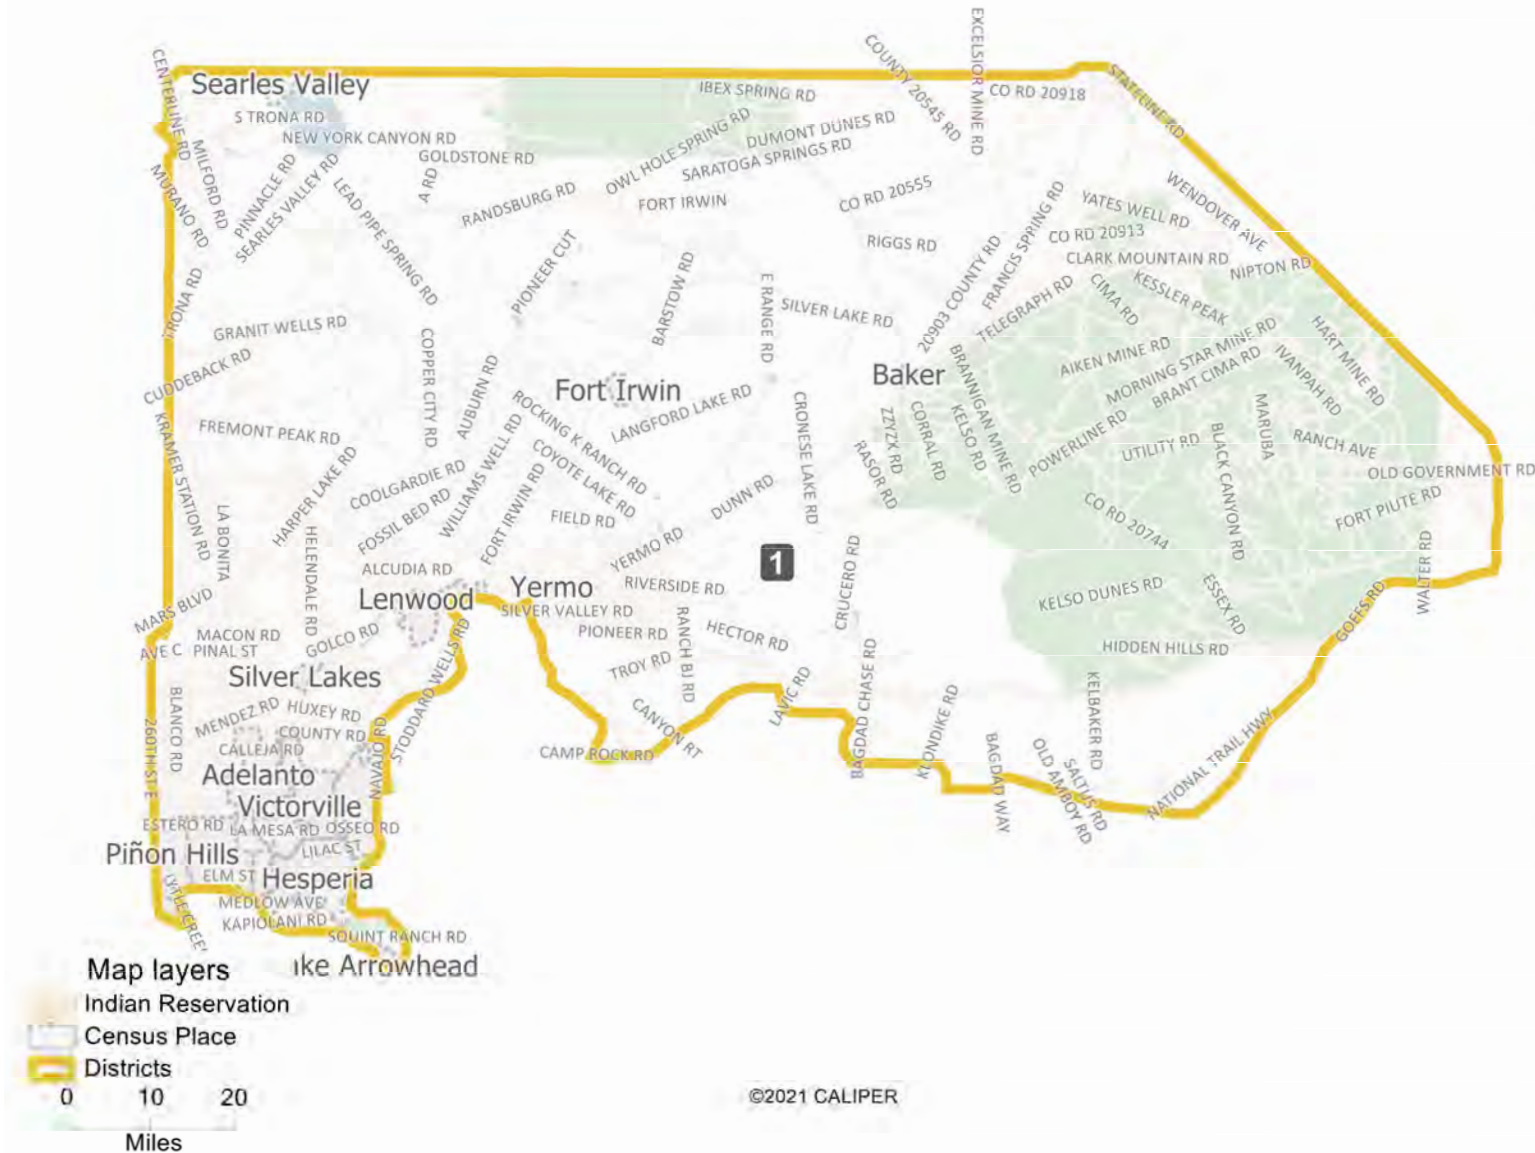 EXCELSIOR MINE RD
COUNTY 20545 RD
CENTERLINE RD
Searles Valley
IBEX SPRING RD
CO RD 20918
STATELINE RD
S TRONA RD
NEW YORK CANYON RD
OWL HOLE SPRING RD
DUMONT DUNES RD
SARATOGA SPRINGS RD
GOLDSTONE RD
MILFORD RD
MURANO RD
PINNACLE RD
SEARLES VALLEY RD
LEAD PIPE SPRING RD
A RD
RANDSBURG RD
FORT IRWIN
CO RD 20555
FRANCIS SPRING RD
YATES WELL RD
WENDOVER AVE
CO RD 20913
RIGGS RD
20903 COUNTY RD
CLARK MOUNTAIN RD
NIPTON RD
PIONEER CUT
BARSTOW RD
E RANGE RD
TRONA RD
SILVER LAKE RD
TELEGRAPH RD
CIMA RD
KESSLER PEAK
GRANIT WELLS RD
COPPER CITY RD
HART MINE RD
AIKEN MINE RD
MORNING STAR MINE RD
BRANT CIMA RD
IVANPAH RD
CUDDEBACK RD
AUBURN RD
Fort Irwin
Baker
BRANNIGAN MINE RD
LANGFORD LAKE RD
ROCKING K RANCH RD
CRONESE LAKE RD
ZZYZX RD
CORRAL RD
KELSO RD
MARUBA
KRAMER STATION RD
FREMONT PEAK RD
WILLIAMS WELL RD
COYOTE LAKE RD
RASOR RD
POWERLINE RD
UTILITY RD
BLACK CANYON RD
RANCH AVE
OLD GOVERNMENT RD
HARPER LAKE RD
COOLGARDIE RD
FORT IRWIN RD
DUNN RD
CO RD 20744
FORT PIUTE RD
LA BONITA
FOSSIL BED RD
FIELD RD
HELENDALE RD
YERMO RD
1
CRUCERO RD
WALTER RD
ALCUDIA RD
Yermo
RIVERSIDE RD
KELSO DUNES RD
ESSEX RD
GOFFS RD
MARS BLVD
Lenwood
SILVER VALLEY RD
PIONEER RD
RANCH BJ RD
HECTOR RD
MACON RD
GOLCO RD
AVE C
PINAL ST
STODDARD WELLS RD
TROY RD
BAGDAD CHASE RD
HIDDEN HILLS RD
Silver Lakes
LAVIC RD
KLONDIKE RD
KELBAKER RD
BLANCO RD
MENDEZ RD
HUXEY RD
COUNTY RD
NAVAJO RD
CANYON RT
260TH ST E
CALLEJA RD
CAMP ROCK RD
BAGDAD WAY
OLD AMBOY RD
SALTUS RD
NATIONAL TRAIL HWY
Adelanto
Victorville
ESTERO RD
LA MESA RD
OSSEO RD
Piñon Hills
LILAC ST
ELM ST
Hesperia
LYTLE CREE
MEDLOW AVE
KAPIOLANI RD
SQUINT RANCH RD
ke Arrowhead
Map layers
Indian Reservation
Census Place
Districts
0 10 20
Miles
©2021 CALIPER